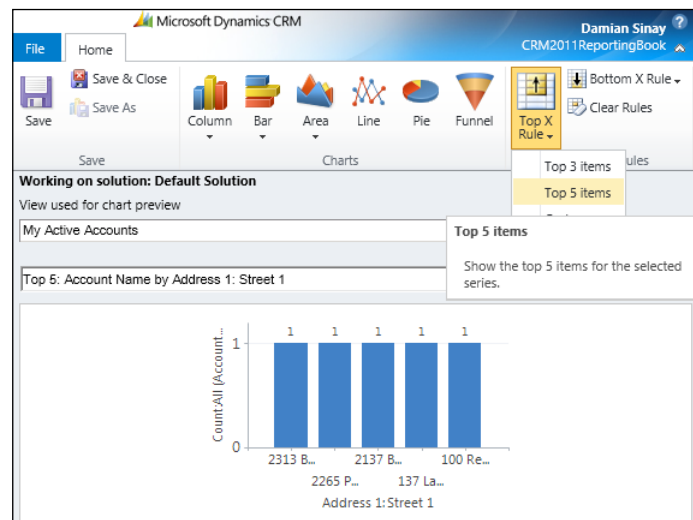 Microsoft Dynamics CRM
Damian Sinay
CRM2011ReportingBook
File
Home
Save
Save & Close
Save As
Save
Column
Bar
Area
Line
Pie
Funnel
Charts
Top X
Rule
Bottom X Rule
Clear Rules
Top 3 items
Top 5 items
Working on solution: Default Solution
View used for chart preview
My Active Accounts
Top 5 items
Show the top 5 items for the selected
series.
Top 5: Account Name by Address 1: Street 1
1 1 1 1 1
Count:All (Account...
1
0
2313 B... 2137 B... 100 Re...
2265 P... 137 La...
Address 1: Street 1